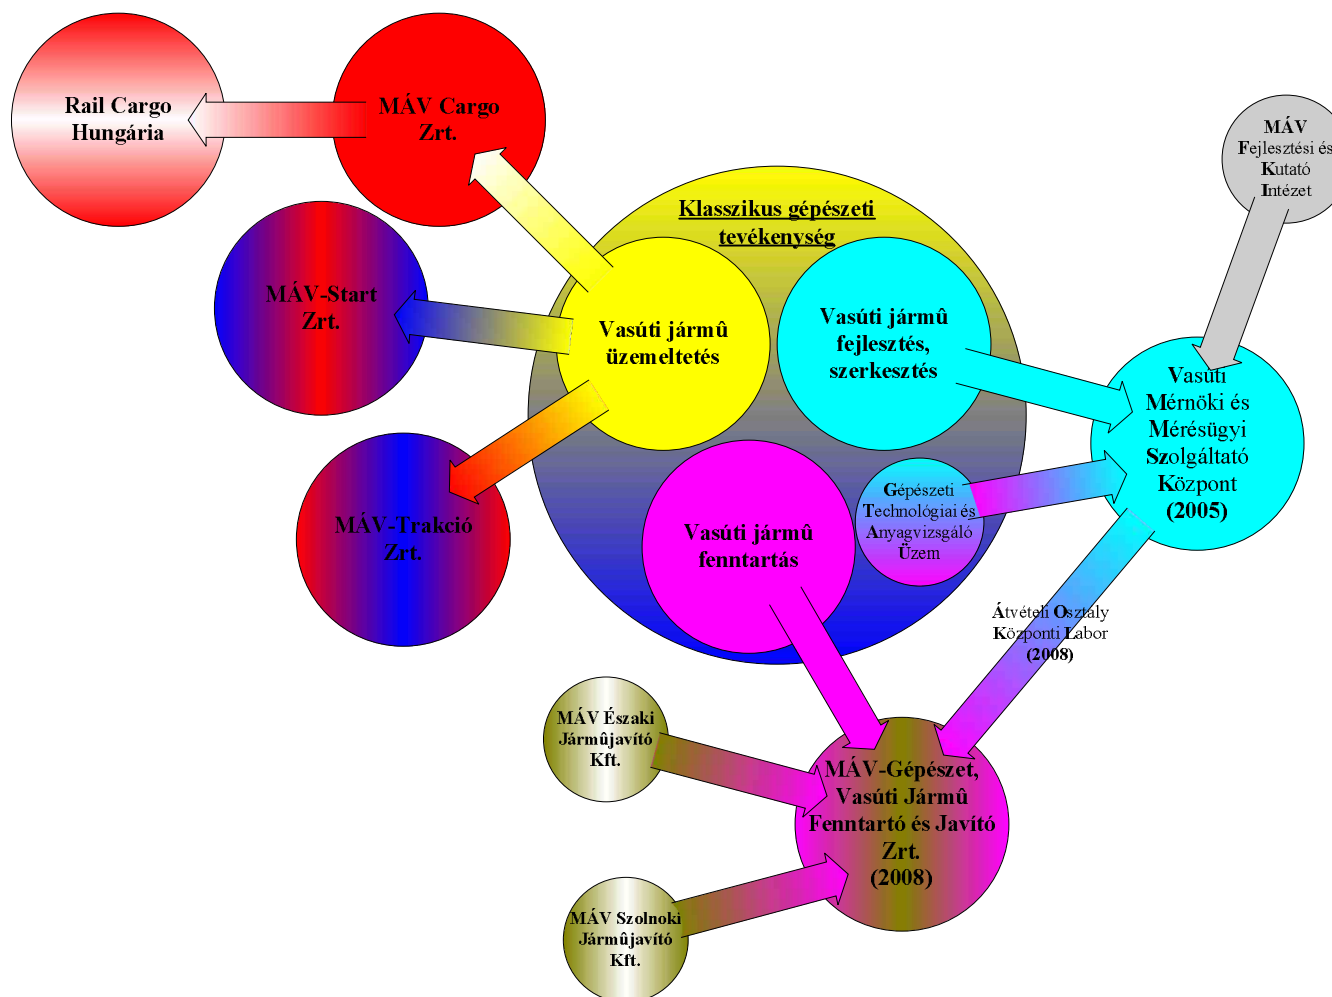 Rail Cargo
Hungária
MÁV Cargo
Zrt.
MÁV
Fejlesztési és
Kutató
Intézet
Klasszikus gépészeti
tevékenység
MÁV-Start
Zrt.
Vasúti jármû
üzemeltetés
Vasúti jármû
fejlesztés,
szerkesztés
Vasúti
Mérnöki és
Mérésügyi
Szolgáltató
Központ
(2005)
MÁV-Trakció
Zrt.
Vasúti jármû
fenntartás
Gépészeti
Technológiai és
Anyagvizsgáló
Üzem
Átvételi Osztály
Központi Labor
(2008)
MÁV Északi
Jármûjavító
Kft.
MÁV-Gépészet,
Vasúti Jármû
Fenntartó és Javító
Zrt.
(2008)
MÁV Szolnoki
Jármûjavító
Kft.